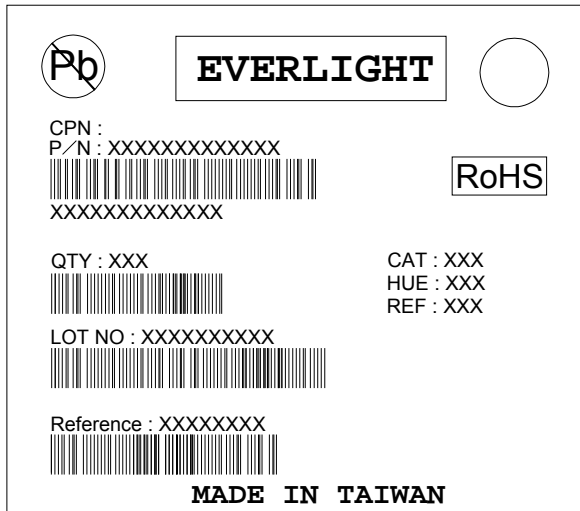 Pb
EVERLIGHT
CPN :
P/N : XXXXXXXXXXXXX
RoHS
XXXXXXXXXXXXX
QTY : XXX
CAT : XXX
HUE : XXX
REF : XXX
LOT NO : XXXXXXXXXX
Reference : XXXXXXXX
MADE IN TAIWAN